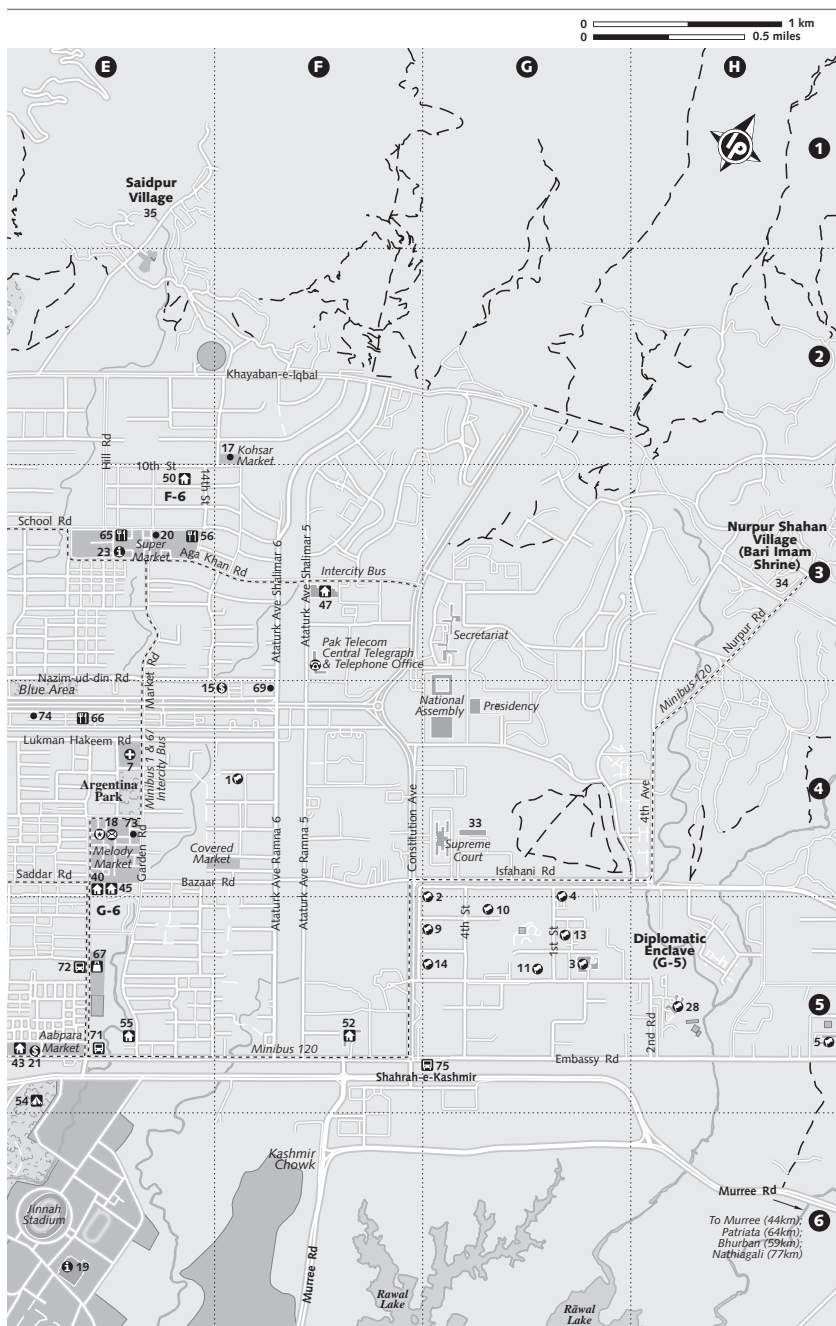 0 1 km
0 0.5 miles
E
F
G
H
1
Saidpur
Village
35
2
Khayaban-e-Iqbal
17
Kohsar
Market
Hill Rd
10th St
50
14th St
F-6
School Rd
65
20
56
23
Super
Market
Aga Khan Rd
Ataturk Ave Shalimar 6
Ataturk Ave Shalimar 5
Intercity Bus
47
Nurpur Shahan
Village
(Bari Imam
Shrine)
34
3
Nurpur Rd
Minibus 120
Secretariat
Pak Telecom
Central Telegraph
& Telephone Office
Nazim-ud-din Rd
Blue Area
Market Rd
15
69
National
Assembly
Presidency
74
66
Lukman Hakeem Rd
7
Minibus 1 & 6/
Intercity Bus
Argentina
Park
1
4
4th Ave
Constitution Ave
33
Supreme
Court
18 73
Melody
Market
Garden Rd
Covered
Market
Ataturk Ave Ramna 6
Ataturk Ave Ramna 5
Isfahani Rd
Saddar Rd
40
45
Bazaar Rd
G-6
2
4
4th St
10
9
1st St
13
14
11
3
Diplomatic
Enclave
(G-5)
67
72
28
5
5
55
52
2nd Rd
Aabpara
Market
71
43 21
Minibus 120
75
Embassy Rd
Shahrah-e-Kashmir
54
Kashmir
Chowk
Murree Rd
6
To Murree (44km);
Patriata (64km);
Bhurban (59km);
Nathiagali (77km)
Jinnah
Stadium
19
Murree Rd
Rawal
Lake
Rāwal
Lake